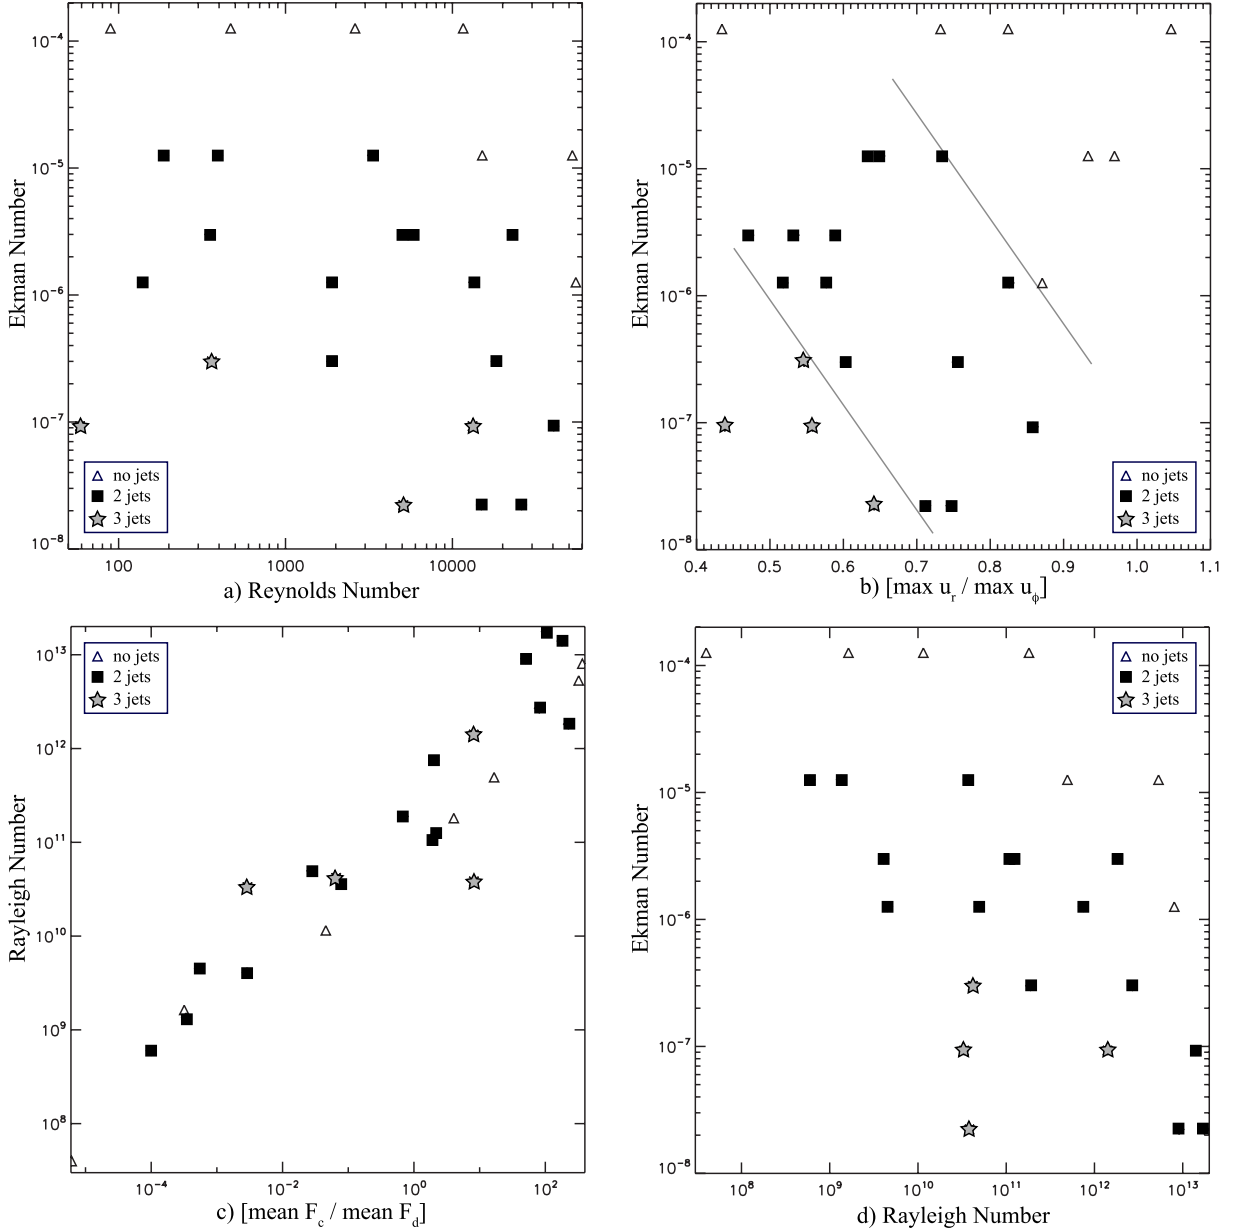 10⁻⁴
10⁻⁵
10⁻⁶
10⁻⁷
10⁻⁸
Ekman Number
no jets
2 jets
3 jets
100 1000 10000
a) Reynolds Number
10⁻⁴
10⁻⁵
10⁻⁶
10⁻⁷
10⁻⁸
Ekman Number
no jets
2 jets
3 jets
0.4 0.5 0.6 0.7 0.8 0.9 1.0 1.1
b) [max uᵣ / max u_ϕ]
10¹³
10¹²
10¹¹
10¹⁰
10⁹
10⁸
Rayleigh Number
no jets
2 jets
3 jets
10⁻⁴ 10⁻² 10⁰ 10²
c) [mean F_c / mean F_d]
10⁻⁴
10⁻⁵
10⁻⁶
10⁻⁷
10⁻⁸
Ekman Number
no jets
2 jets
3 jets
10⁸ 10⁹ 10¹⁰ 10¹¹ 10¹² 10¹³
d) Rayleigh Number